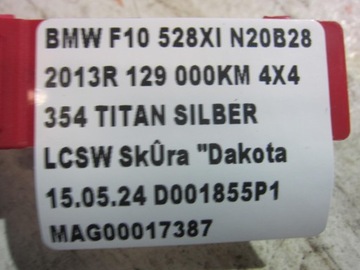 BMW F10 528XI N20B28
2013R 129 000KM 4X4
354 TITAN SILBER
LCSW SkÛra "Dakota
15.05.24 D001855P1
MAG00017387